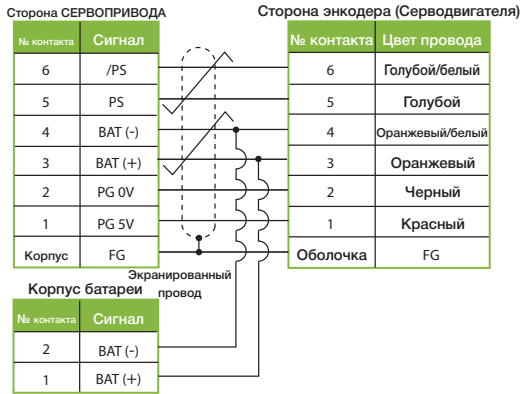 Сторона СЕРВОПРИВОДА
Сторона энкодера (Серводвигателя)
№ контакта Сигнал
№ контакта Цвет провода
6 /PS
6 Голубой/белый
5 PS
5 Голубой
4 BAT (-)
4 Оранжевый/белый
3 BAT (+)
3 Оранжевый
2 PG 0V
2 Черный
1 PG 5V
1 Красный
Корпус FG
Оболочка FG
Экранированный
провод
Корпус батареи
№ контакта Сигнал
2 BAT (-)
1 BAT (+)